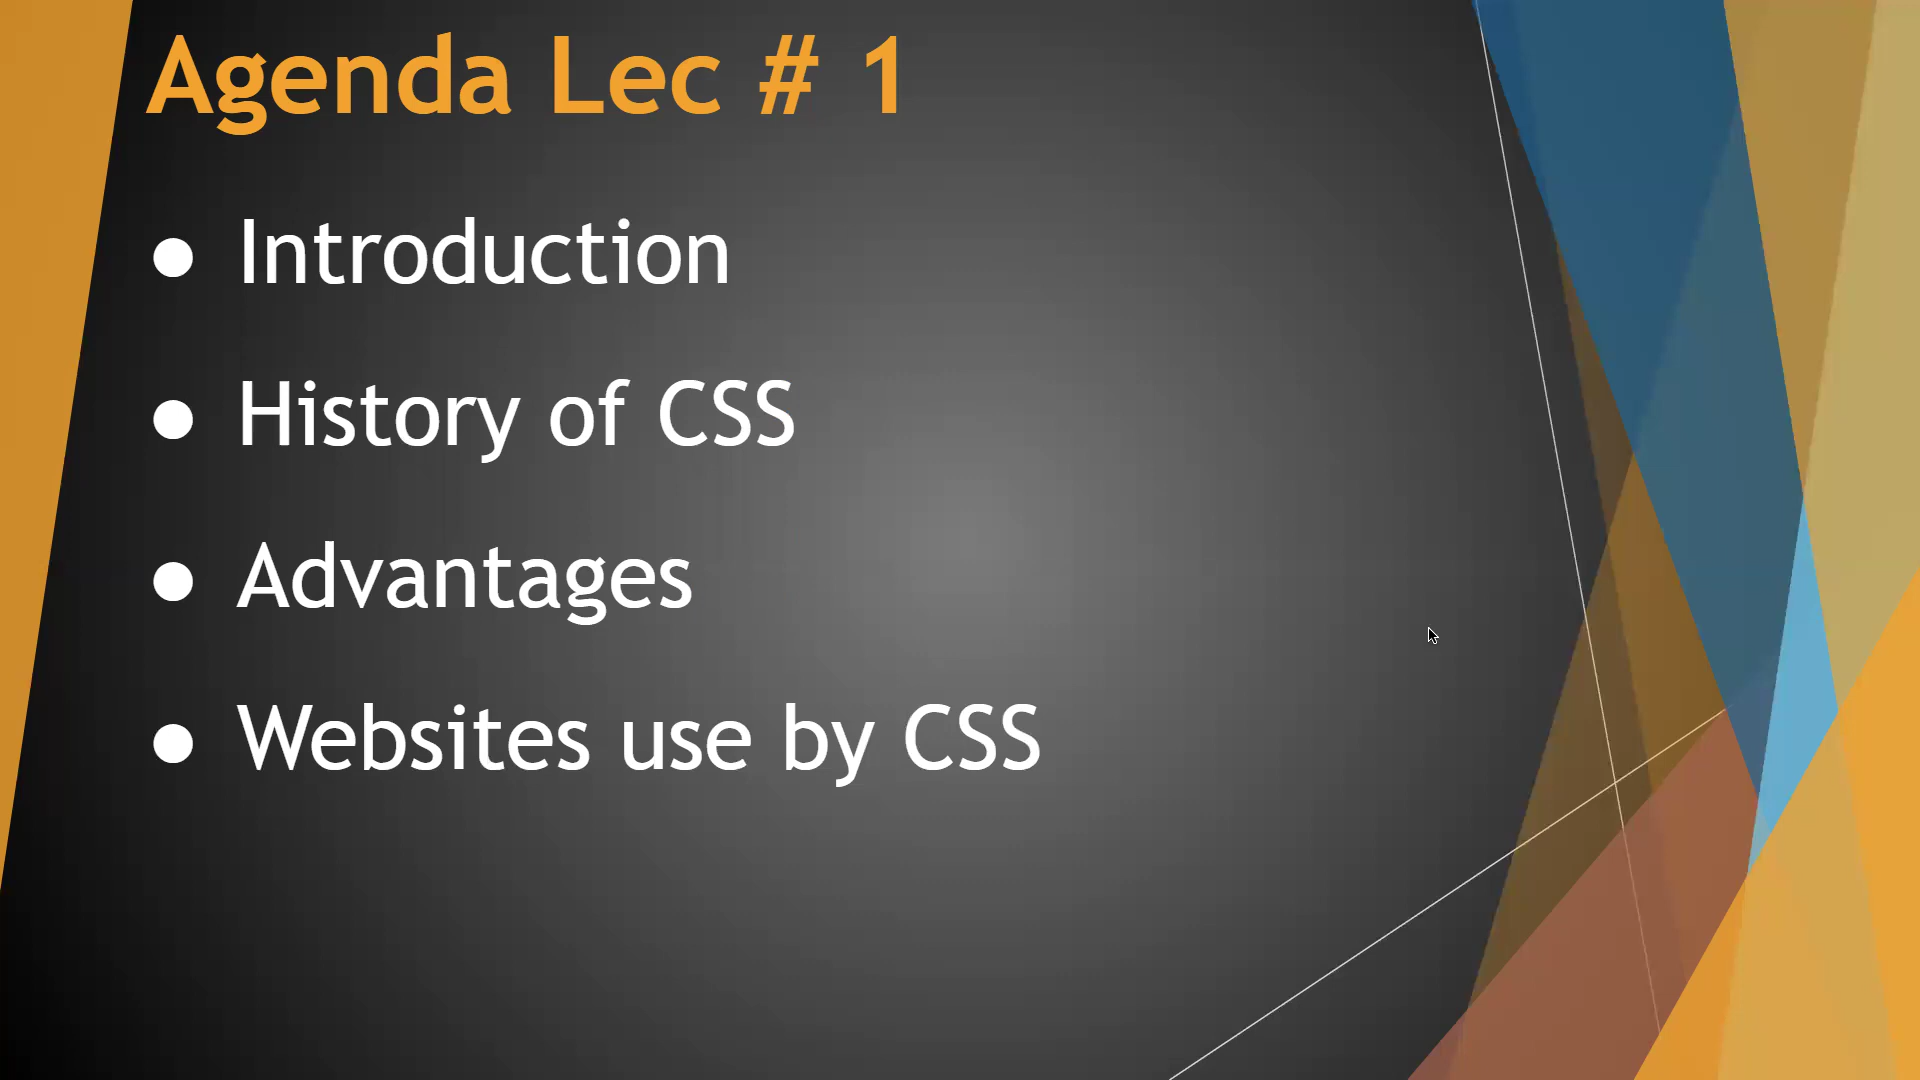 Agenda Lec # 1
● Introduction
● History of CSS
● Advantages
● Websites use by CSS